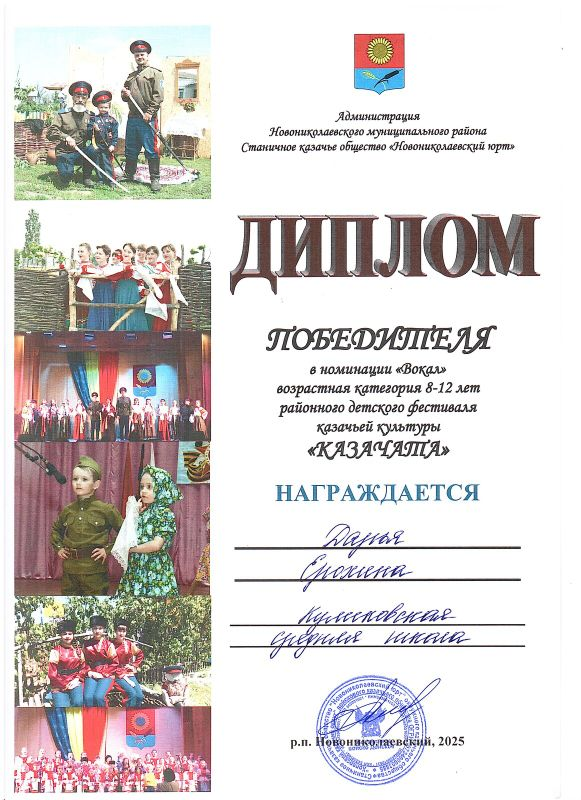 Администрация
Новониколаевского муниципального района
Станичное казачье общество «Новониколаевский юрт»
ДИПЛОМ
ПОБЕДИТЕЛЯ
в номинации «Вокал»
возрастная категория 8-12 лет
районного детского фестиваля
казачьей культуры
«КАЗАЧАТА»
НАГРАЖДАЕТСЯ
Дарья
Ерохина
Куликовская
средняя школа
р.п. Новониколаевский, 2025